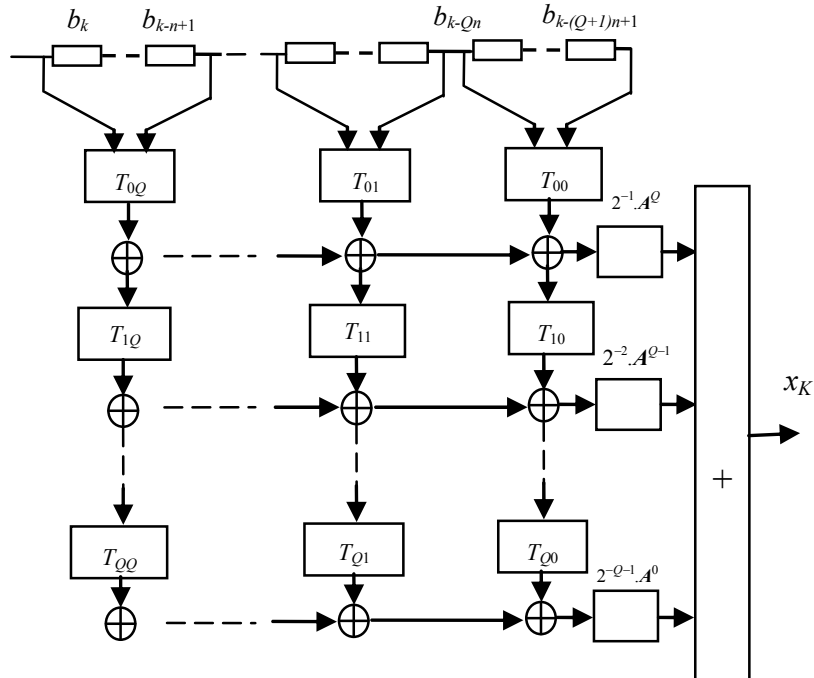 b_k b_{k-n+1} b_{k-Qn} b_{k-(Q+1)n+1}
T_{0Q} T_{01} T_{00}
2^{–1}.A^Q
T_{1Q} T_{11} T_{10}
2^{–2}.A^{Q–1}
x_K
+
T_{QQ} T_{Q1} T_{Q0}
2^{–Q–1}.A^0